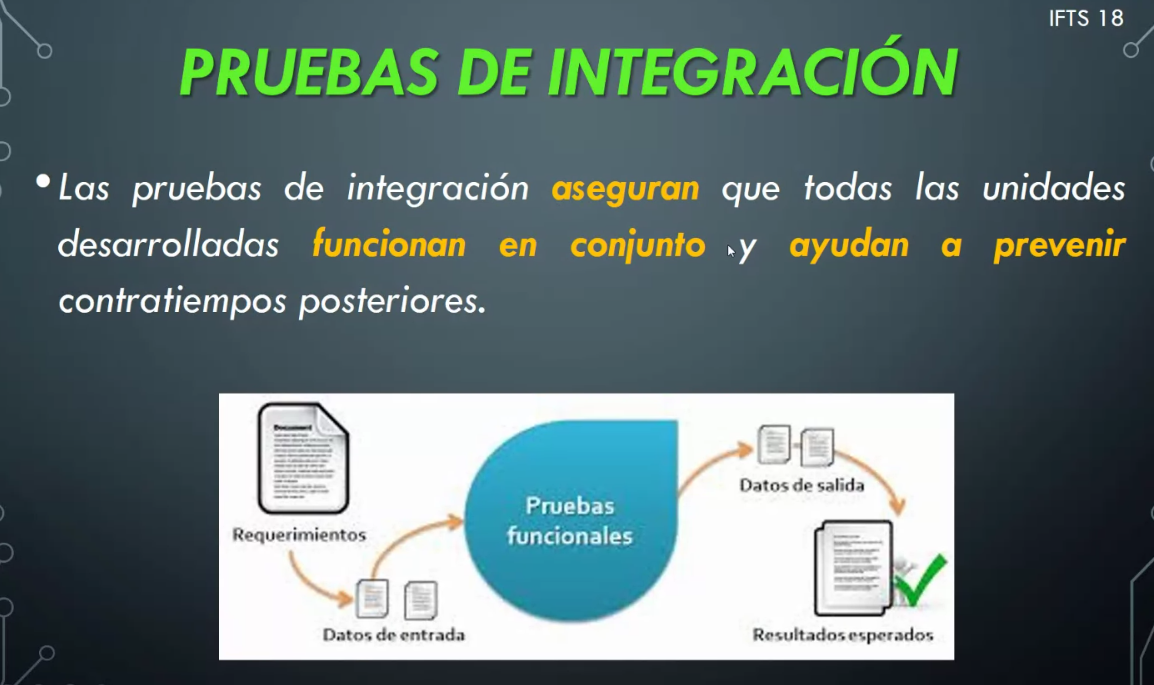 IFTS 18
PRUEBAS DE INTEGRACIÓN
• Las pruebas de integración aseguran que todas las unidades
desarrolladas funcionan en conjunto y ayudan a prevenir
contratiempos posteriores.
Document
Requerimientos
Datos de entrada
Pruebas
funcionales
Datos de salida
Resultados esperados